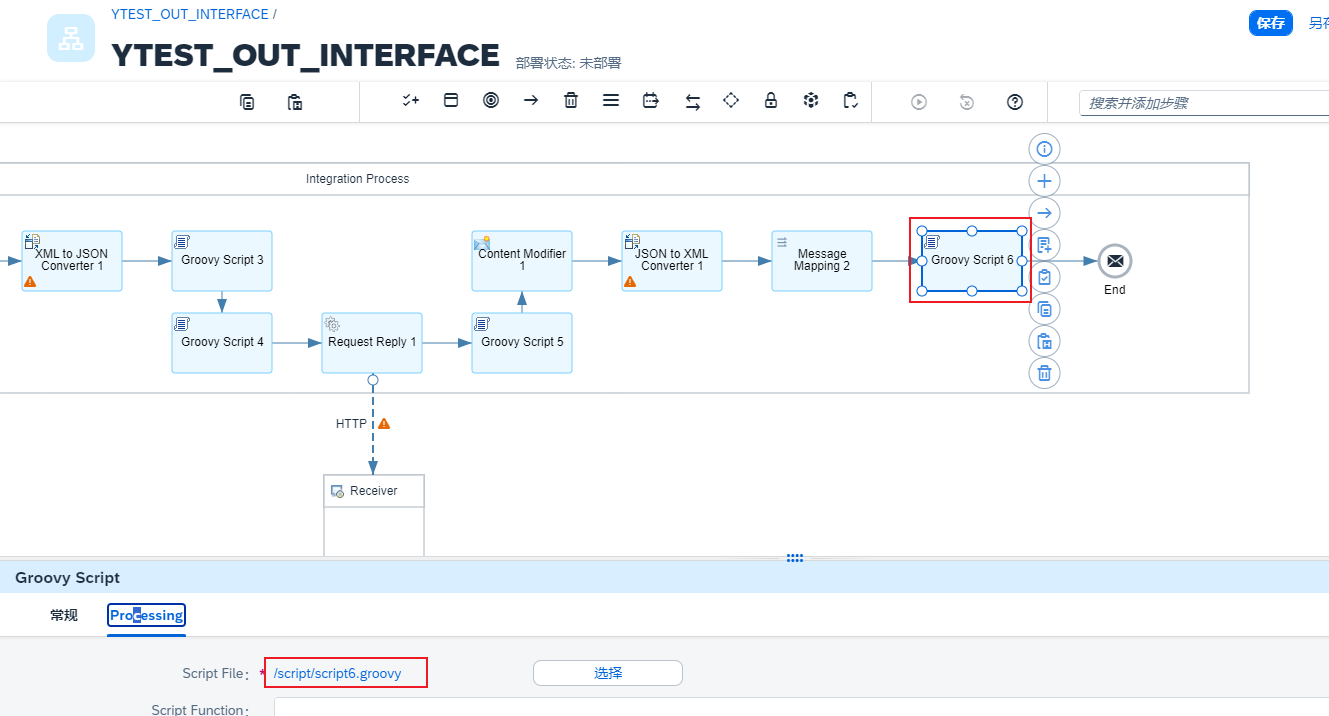 YTEST_OUT_INTERFACE /
YTEST_OUT_INTERFACE
部署状态: 未部署
保存
搜索并添加步骤
Integration Process
XML to JSON
Converter 1
Groovy Script 3
Content Modifier
1
JSON to XML
Converter 1
Message
Mapping 2
Groovy Script 6
End
Groovy Script 4
Request Reply 1
Groovy Script 5
HTTP
Receiver
Groovy Script
常规
Processing
Script File:
* /script/script6.groovy
选择
Script Function: